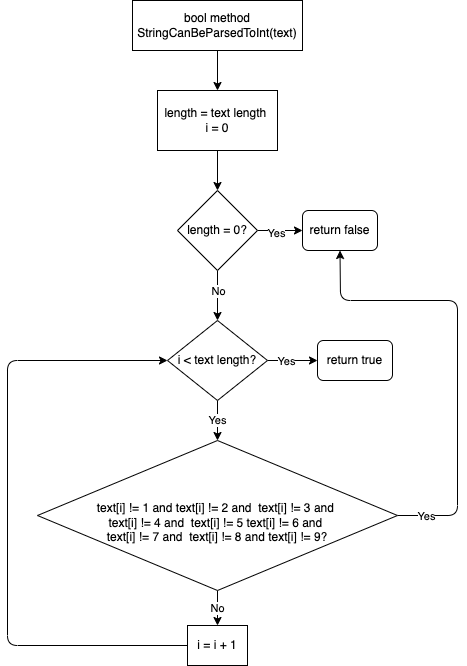 bool method
StringCanBeParsedToInt(text)
length = text length
i = 0
length = 0?
Yes
return false
No
i < text length?
Yes
return true
Yes
text[i] != 1 and text[i] != 2 and text[i] != 3 and
text[i] != 4 and text[i] != 5 text[i] != 6 and
text[i] != 7 and text[i] != 8 and text[i] != 9?
Yes
No
i = i + 1